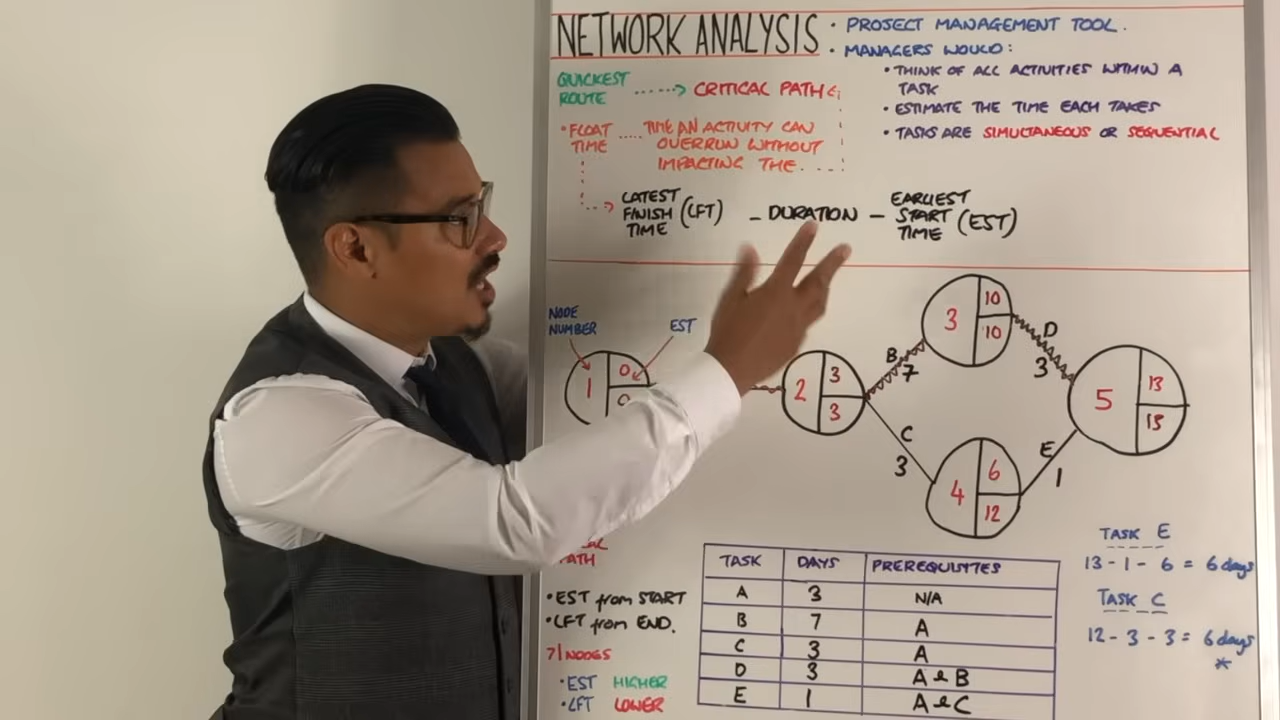 NETWORK ANALYSIS
• PROJECT MANAGEMENT TOOL.
• MANAGERS WOULD:
• THINK OF ALL ACTIVITIES WITHIN A
TASK
• ESTIMATE THE TIME EACH TAKES
• TASKS ARE SIMULTANEOUS OR SEQUENTIAL
QUICKEST
ROUTE
CRITICAL PATH
• FLOAT
TIME
TIME AN ACTIVITY CAN
OVERRUN WITHOUT
IMPACTING THE....
LATEST
FINISH (LFT)
TIME
– DURATION –
EARLIEST
START (EST)
TIME
NODE
NUMBER
EST
1 0 0
2 3 3
B
7
3 10 10
D
3
C
3
4 6 12
E
1
5 13 13
PATH
• EST from START
• LFT from END.
• EST HIGHER
• LFT LOWER
TASK DAYS PREREQUISITES
A 3 N/A
B 7 A
C 3 A
D 3 A & B
E 1 A & C
TASK E
13 - 1 - 6 = 6 days
TASK C
12 - 3 - 3 = 6 days
*